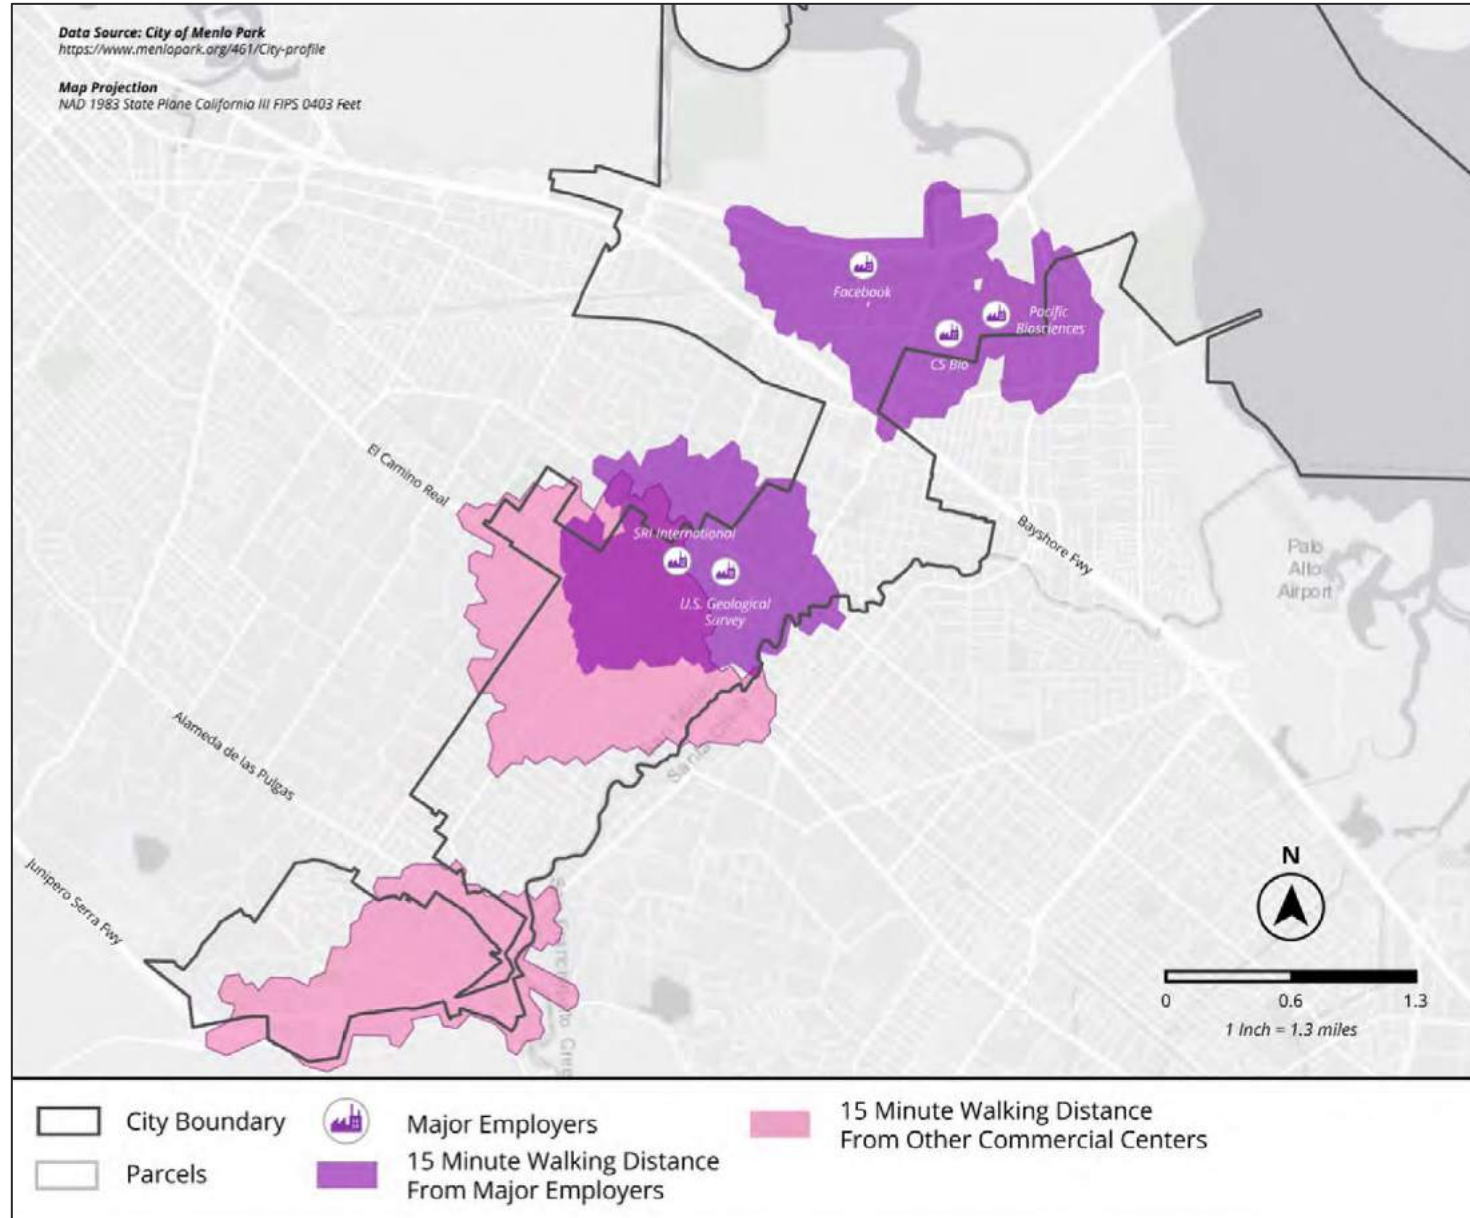 Data Source: City of Menlo Park
https://www.menlopark.org/461/City-profile
Map Projection
NAD 1983 State Plane California III FIPS 0403 Feet
Facebook
Pacific
Biosciences
CS Bio
El Camino Real
SRI International
U.S. Geological
Survey
Bayshore Fwy
Palo
Alto
Airport
Alameda de las Pulgas
Junipero Serra Fwy
N
0
0.6
1.3
1 Inch = 1.3 miles
City Boundary
Parcels
Major Employers
15 Minute Walking Distance
From Major Employers
15 Minute Walking Distance
From Other Commercial Centers